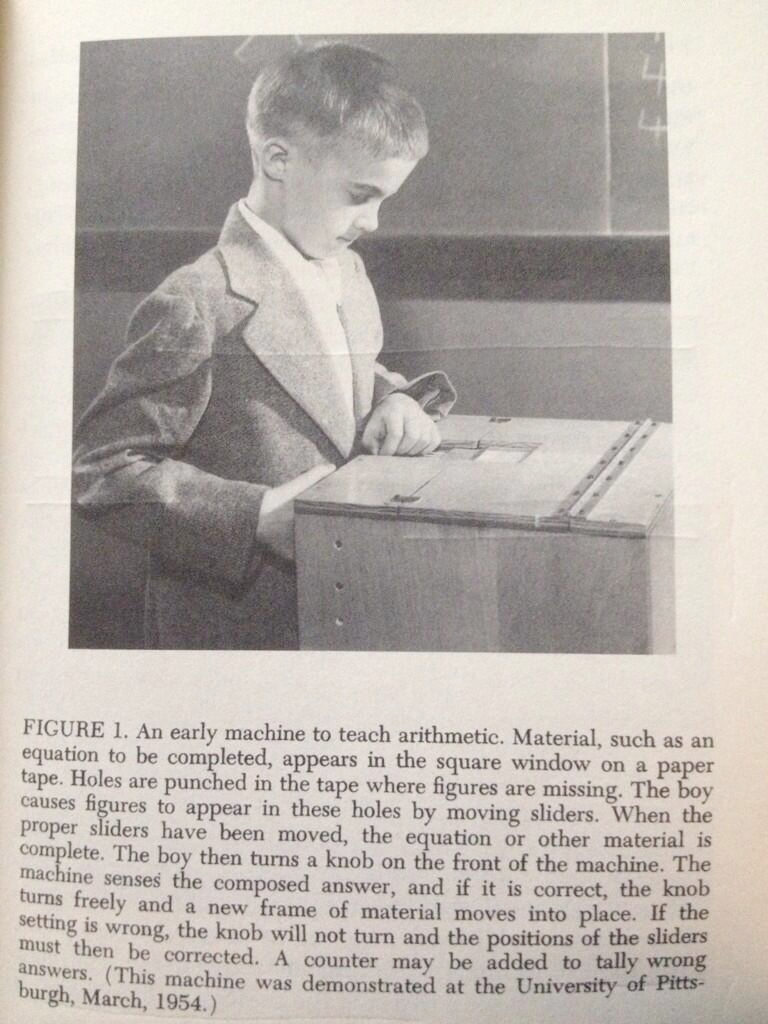 4
4
FIGURE 1. An early machine to teach arithmetic. Material, such as an
equation to be completed, appears in the square window on a paper
tape. Holes are punched in the tape where figures are missing. The boy
causes figures to appear in these holes by moving sliders. When the
proper sliders have been moved, the equation or other material is
complete. The boy then turns a knob on the front of the machine. The
machine senses the composed answer, and if it is correct, the knob
turns freely and a new frame of material moves into place. If the
setting is wrong, the knob will not turn and the positions of the sliders
must then be corrected. A counter may be added to tally wrong
answers. (This machine was demonstrated at the University of Pitts-
burgh, March, 1954.)